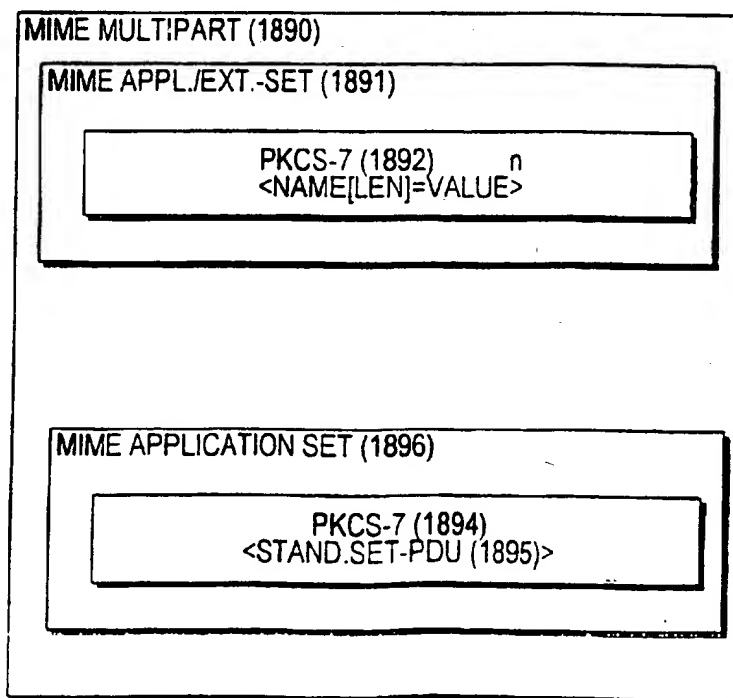 MIME MULTIPART (1890)
MIME APPL./EXT.-SET (1891)
PKCS-7 (1892) n
<NAME[LEN]=VALUE>
MIME APPLICATION SET (1896)
PKCS-7 (1894)
<STAND.SET-PDU (1895)>